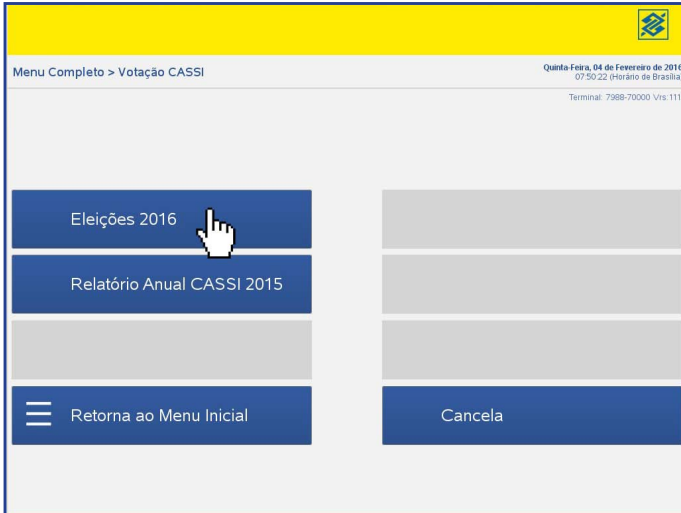 Menu Completo > Votação CASSI
Quinta-Feira, 04 de Fevereiro de 2016
07:50:22 (Horário de Brasília)
Terminal: 7988-70000 Vrs:111
Eleições 2016
Relatório Anual CASSI 2015
Retorna ao Menu Inicial
Cancela